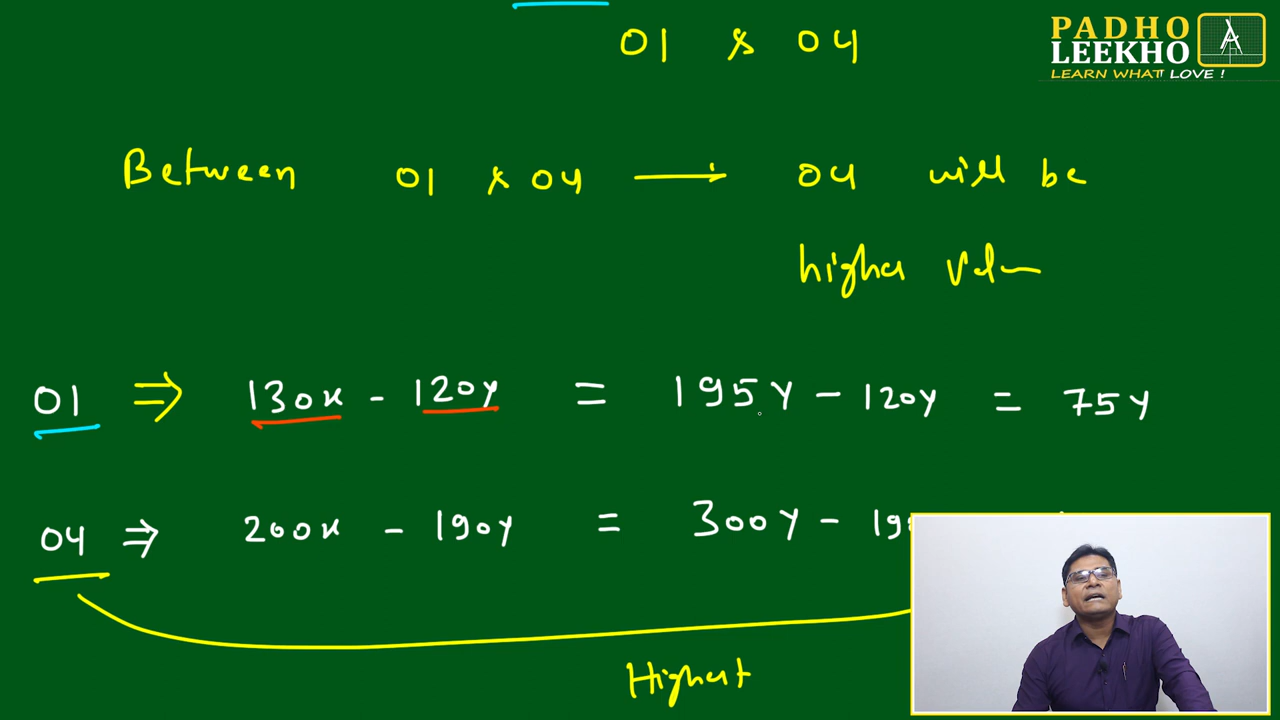 01 & 04
PADHO
LEEKHO
LEARN WHAT LOVE !
Between 01 & 04 → 04 will be
higher
01 ⇒ 130x - 120y = 195y - 120y = 75y
04 ⇒ 200x - 190y = 300y -
Highest